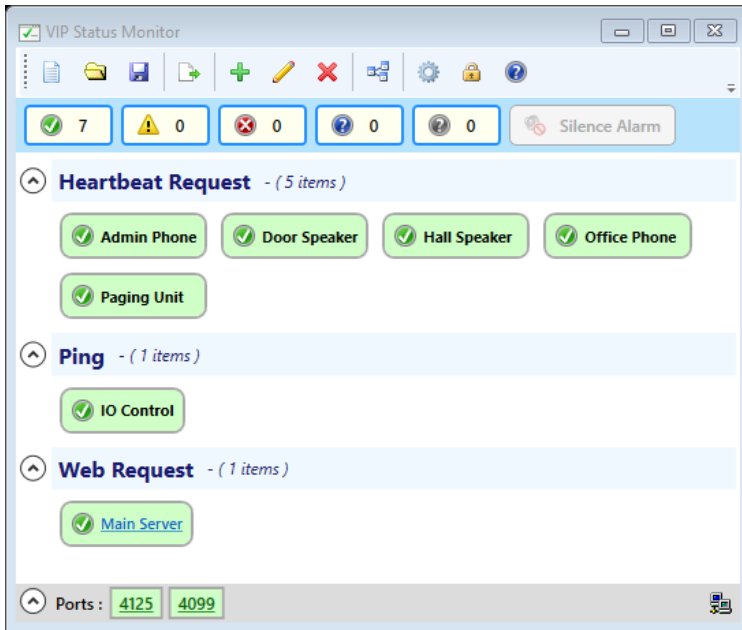 VIP Status Monitor
7 0 0 0 0 Silence Alarm
Heartbeat Request - ( 5 items )
Admin Phone Door Speaker Hall Speaker Office Phone
Paging Unit
Ping - ( 1 items )
IO Control
Web Request - ( 1 items )
Main Server
Ports : 4125 4099